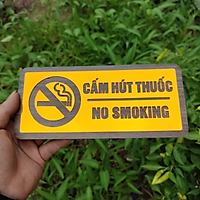 CẤM HÚT THUỐC
NO SMOKING